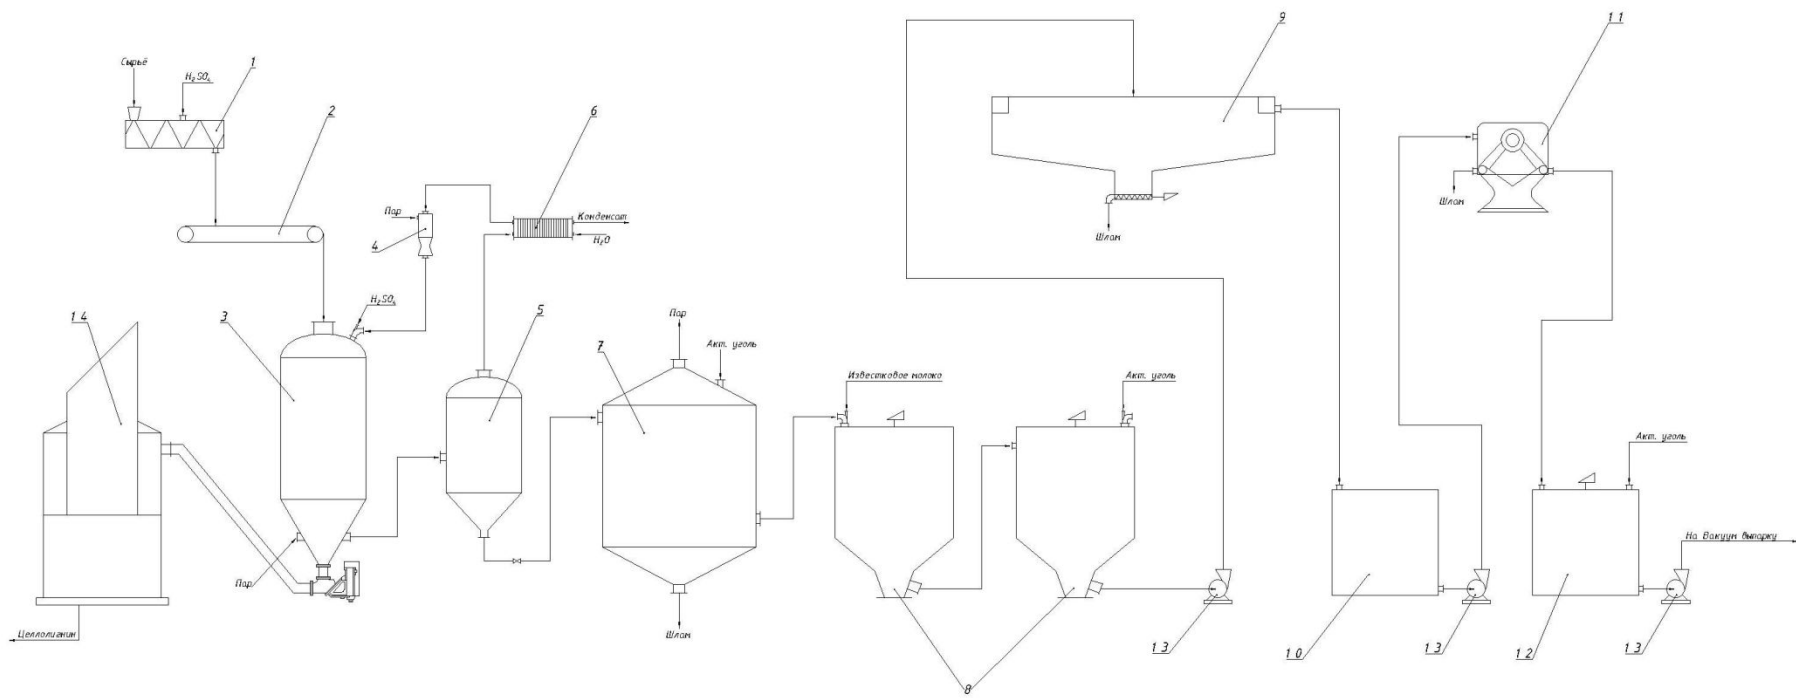 Сырьё
H₂SO₄
1
2
6
Конденсат
H₂O
Пар
4
H₂SO₄
14
3
5
Пар
Целлолигнин
Пар
7
Акт. уголь
Шлам
Известковое молоко
Акт. уголь
8
13
9
Шлам
11
Шлам
10
13
Акт. уголь
На Вакуум выпарку
12
13